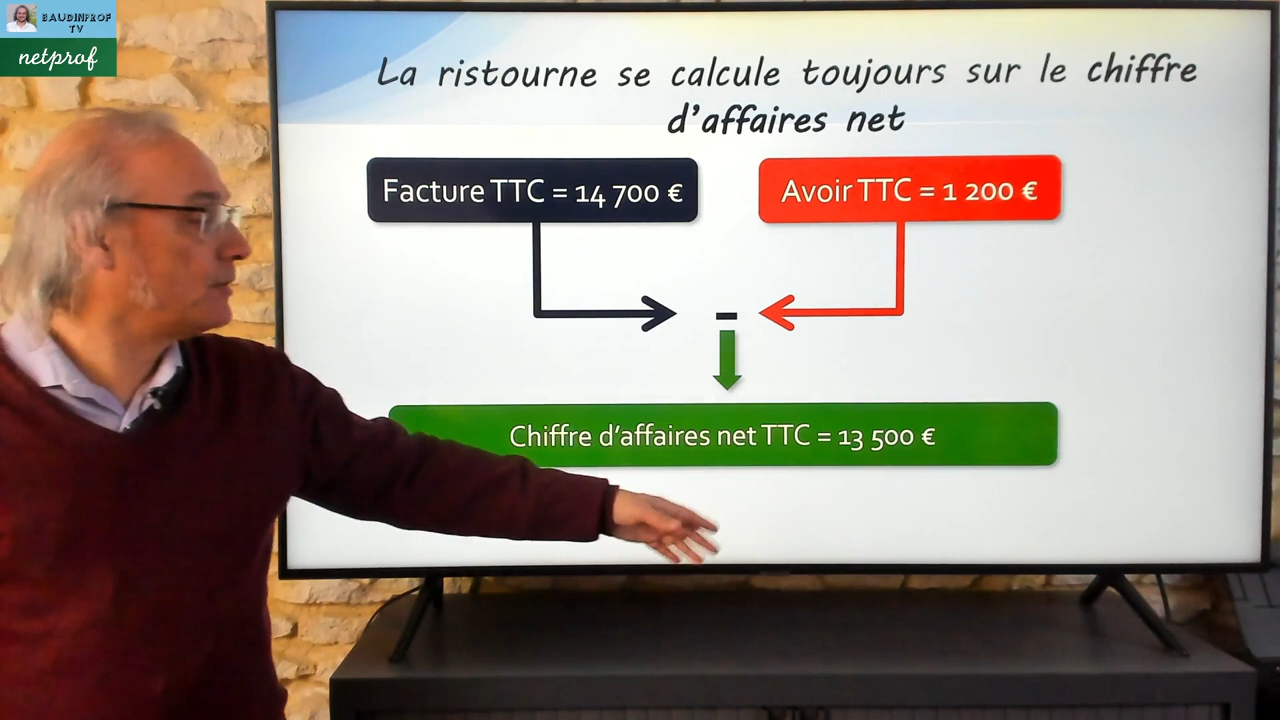 BAUDINPROF
TV
netprof
La ristourne se calcule toujours sur le chiffre
d'affaires net
Facture TTC = 14 700 €
Avoir TTC = 1 200 €
-
Chiffre d'affaires net TTC = 13 500 €